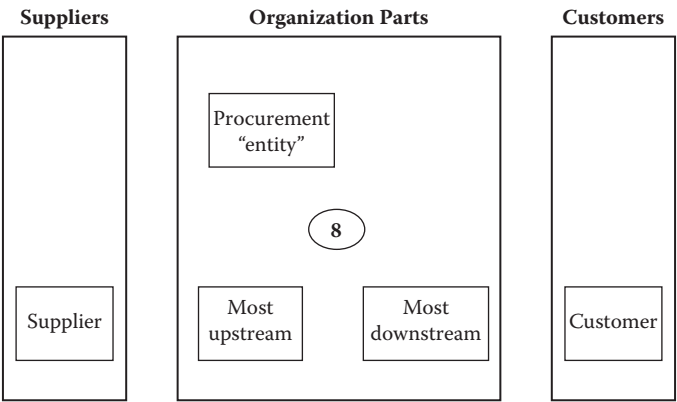 Suppliers
Organization Parts
Customers
Procurement
“entity”
8
Supplier
Most
upstream
Most
downstream
Customer